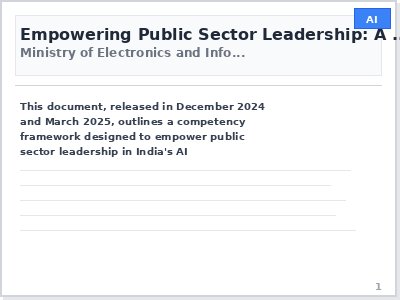 AI
Empowering Public Sector Leadership: A ...
Ministry of Electronics and Info...
This document, released in December 2024
and March 2025, outlines a competency
framework designed to empower public
sector leadership in India's AI
1